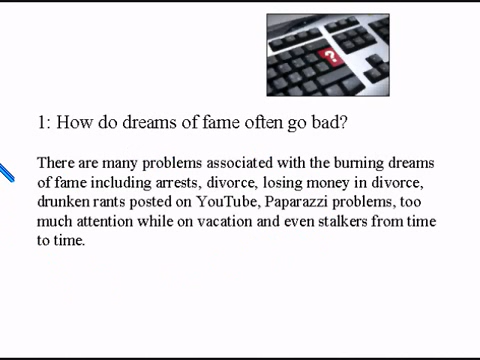 ?
1: How do dreams of fame often go bad?
There are many problems associated with the burning dreams
of fame including arrests, divorce, losing money in divorce,
drunken rants posted on YouTube, Paparazzi problems, too
much attention while on vacation and even stalkers from time
to time.